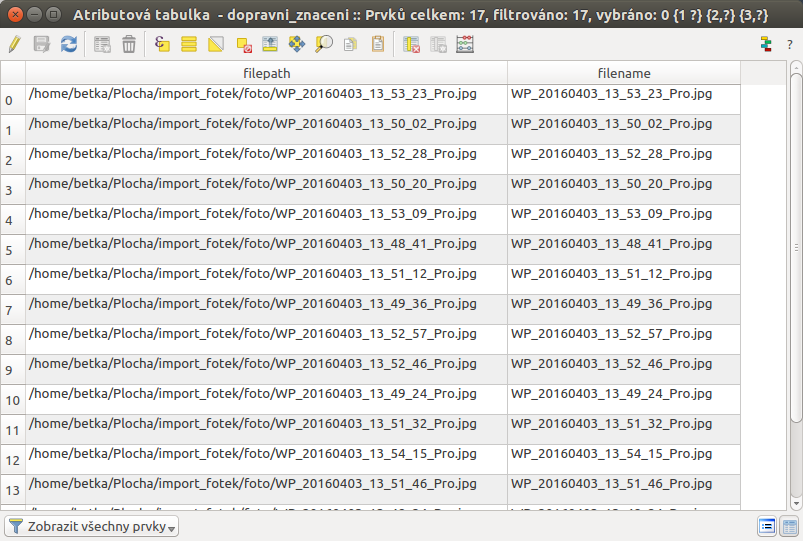 Atributová tabulka - dopravni_znaceni :: Prvků celkem: 17, filtrováno: 17, vybráno: 0 {1 ?} {2,?} {3,?}
?
filepath filename
0 /home/betka/Plocha/import_fotek/foto/WP_20160403_13_53_23_Pro.jpg WP_20160403_13_53_23_Pro.jpg
1 /home/betka/Plocha/import_fotek/foto/WP_20160403_13_50_02_Pro.jpg WP_20160403_13_50_02_Pro.jpg
2 /home/betka/Plocha/import_fotek/foto/WP_20160403_13_52_28_Pro.jpg WP_20160403_13_52_28_Pro.jpg
3 /home/betka/Plocha/import_fotek/foto/WP_20160403_13_50_20_Pro.jpg WP_20160403_13_50_20_Pro.jpg
4 /home/betka/Plocha/import_fotek/foto/WP_20160403_13_53_09_Pro.jpg WP_20160403_13_53_09_Pro.jpg
5 /home/betka/Plocha/import_fotek/foto/WP_20160403_13_48_41_Pro.jpg WP_20160403_13_48_41_Pro.jpg
6 /home/betka/Plocha/import_fotek/foto/WP_20160403_13_51_12_Pro.jpg WP_20160403_13_51_12_Pro.jpg
7 /home/betka/Plocha/import_fotek/foto/WP_20160403_13_49_36_Pro.jpg WP_20160403_13_49_36_Pro.jpg
8 /home/betka/Plocha/import_fotek/foto/WP_20160403_13_52_57_Pro.jpg WP_20160403_13_52_57_Pro.jpg
9 /home/betka/Plocha/import_fotek/foto/WP_20160403_13_52_46_Pro.jpg WP_20160403_13_52_46_Pro.jpg
10 /home/betka/Plocha/import_fotek/foto/WP_20160403_13_49_24_Pro.jpg WP_20160403_13_49_24_Pro.jpg
11 /home/betka/Plocha/import_fotek/foto/WP_20160403_13_51_32_Pro.jpg WP_20160403_13_51_32_Pro.jpg
12 /home/betka/Plocha/import_fotek/foto/WP_20160403_13_54_15_Pro.jpg WP_20160403_13_54_15_Pro.jpg
13 /home/betka/Plocha/import_fotek/foto/WP_20160403_13_51_46_Pro.jpg WP_20160403_13_51_46_Pro.jpg
Zobrazit všechny prvky